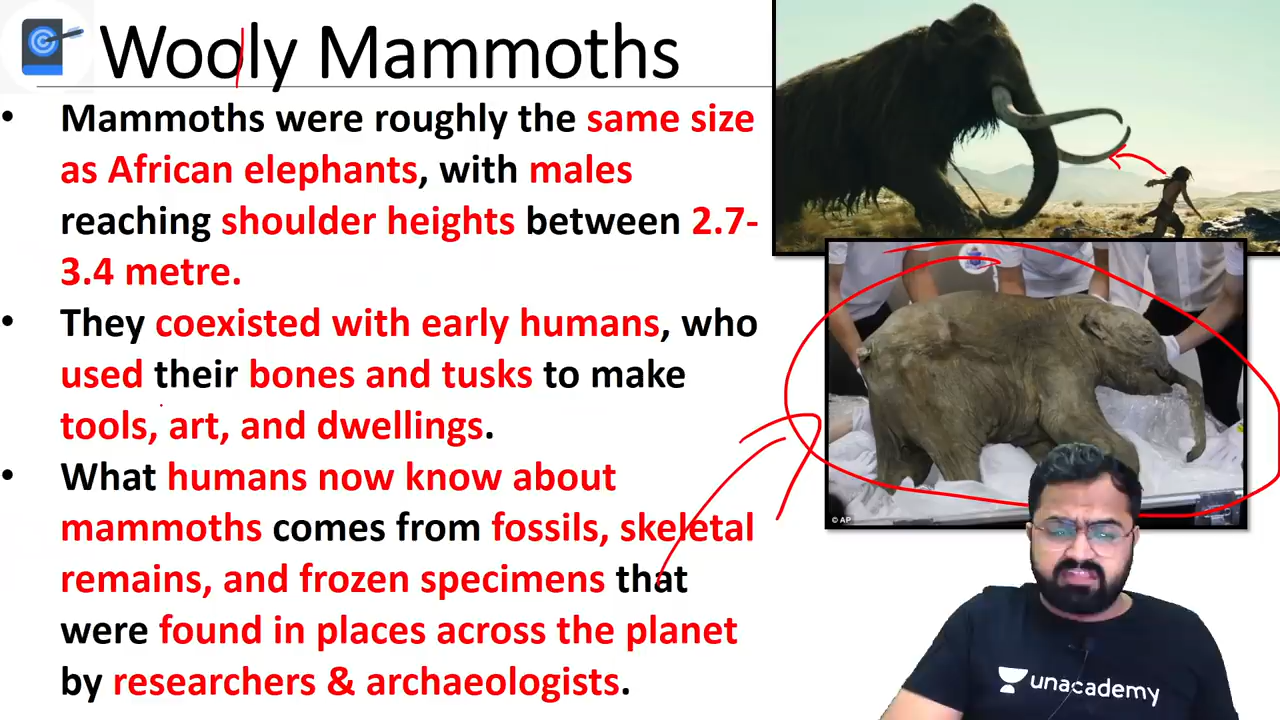 Wooly Mammoths
• Mammoths were roughly the same size
as African elephants, with males
reaching shoulder heights between 2.7-
3.4 metre.
• They coexisted with early humans, who
used their bones and tusks to make
tools, art, and dwellings.
• What humans now know about
mammoths comes from fossils, skeletal
remains, and frozen specimens that
were found in places across the planet
by researchers & archaeologists.
© AP
unacademy